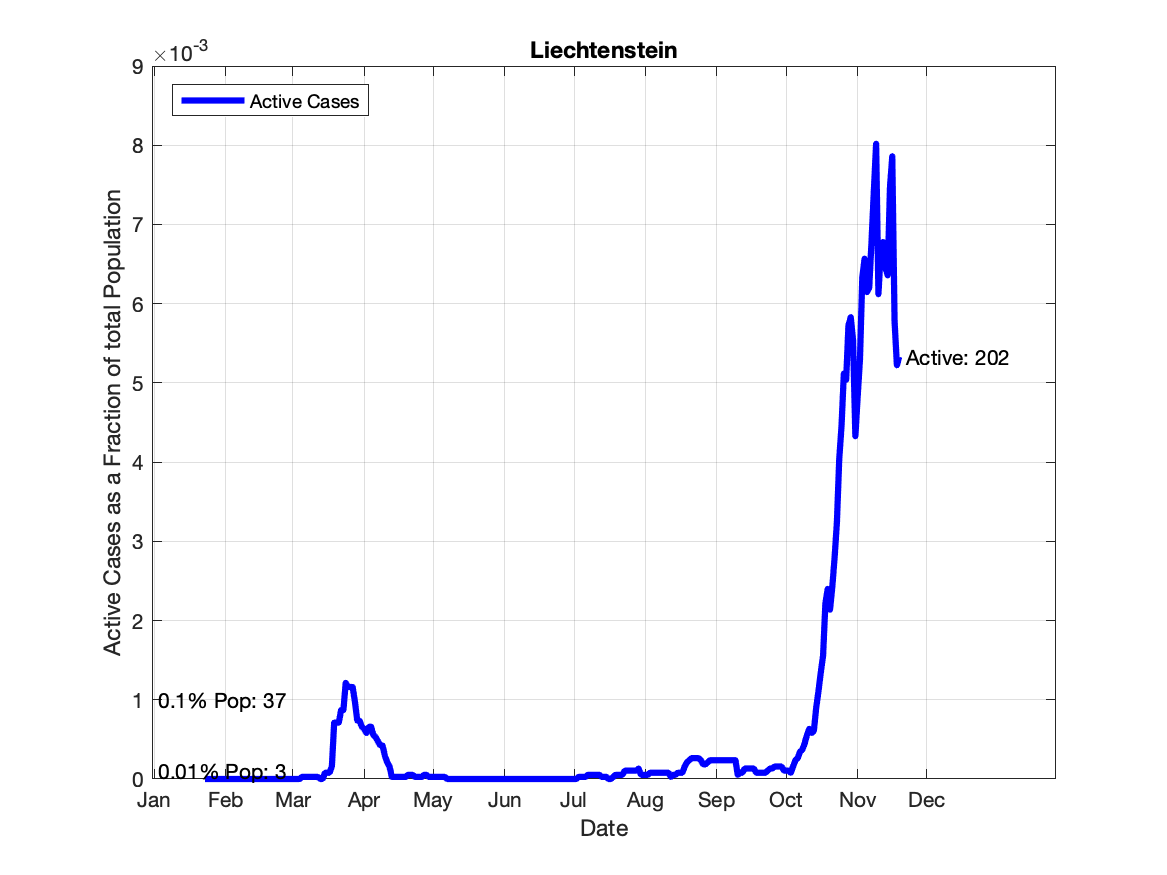 Liechtenstein
×10-3
Active Cases
9
8
7
6
5
4
3
2
1
0
Active Cases as a Fraction of total Population
Active: 202
0.1% Pop: 37
0.01% Pop: 3
Jan Feb Mar Apr May Jun Jul Aug Sep Oct Nov Dec
Date